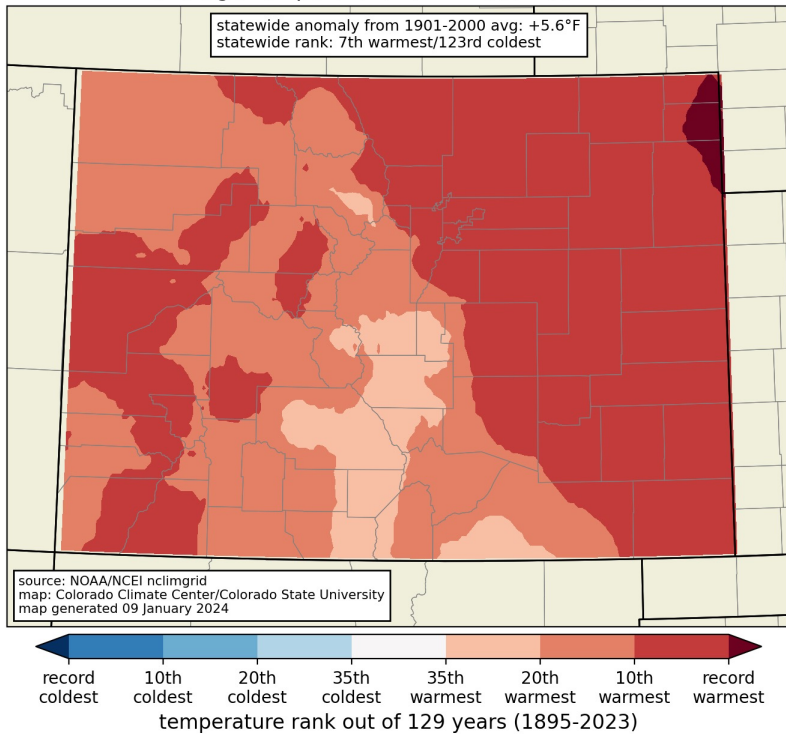 statewide anomaly from 1901-2000 avg: +5.6°F
statewide rank: 7th warmest/123rd coldest
source: NOAA/NCEI nclimgrid
map: Colorado Climate Center/Colorado State University
map generated 09 January 2024
record coldest
10th coldest
20th coldest
35th coldest
35th warmest
20th warmest
10th warmest
record warmest
temperature rank out of 129 years (1895-2023)